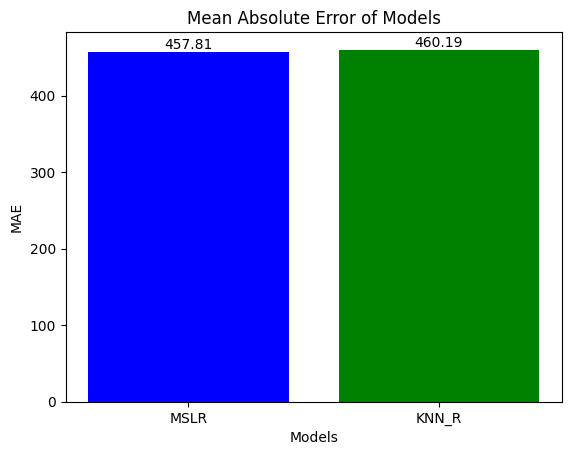 Mean Absolute Error of Models
457.81
460.19
400
300
200
100
0
MAE
MSLR
KNN_R
Models